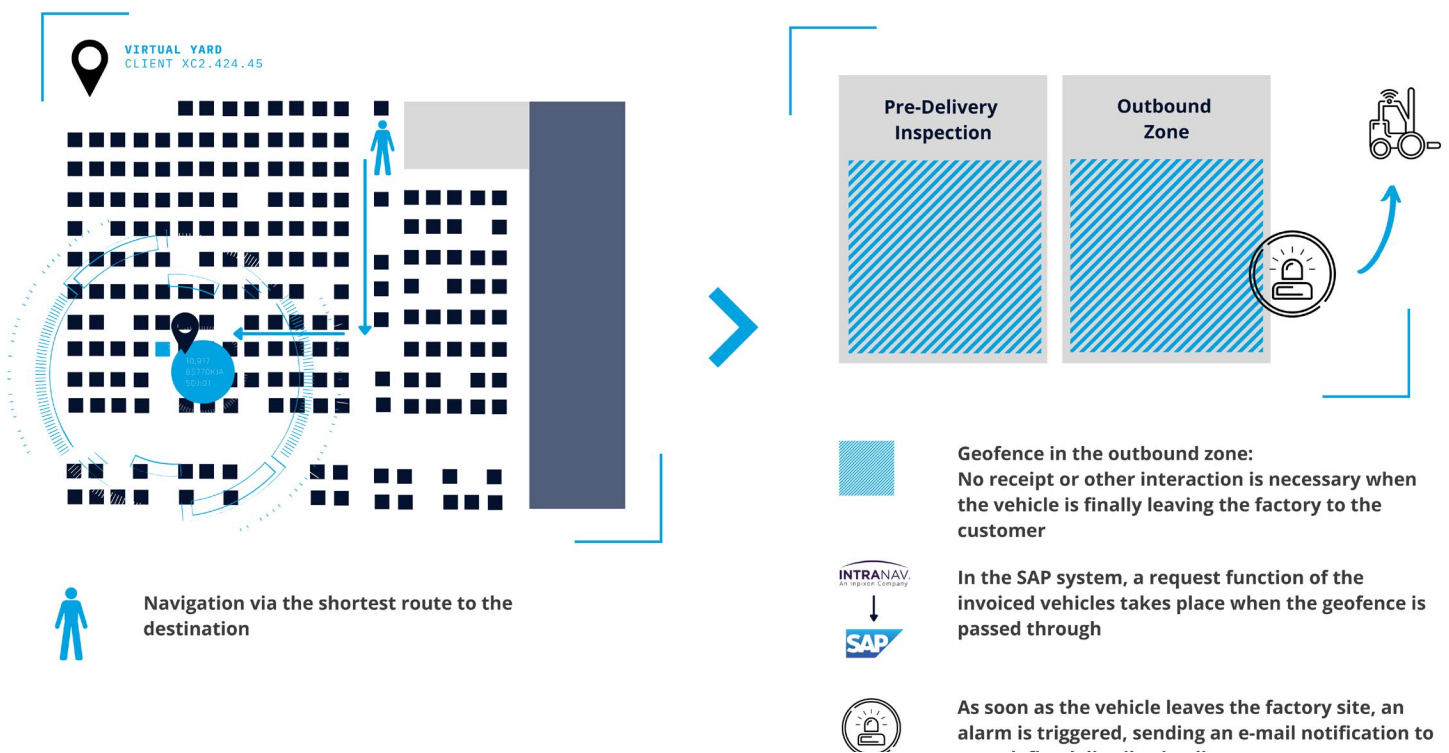 VIRTUAL YARD
CLIENT XC2.424.45
10,917
Navigation via the shortest route to the
destination
Pre-Delivery
Inspection
Outbound
Zone
Geofence in the outbound zone:
No receipt or other interaction is necessary when
the vehicle is finally leaving the factory to the
customer
INTRANAV.
An Inpixon Company
SAP
In the SAP system, a request function of the
invoiced vehicles takes place when the geofence is
passed through
As soon as the vehicle leaves the factory site, an
alarm is triggered, sending an e-mail notification to